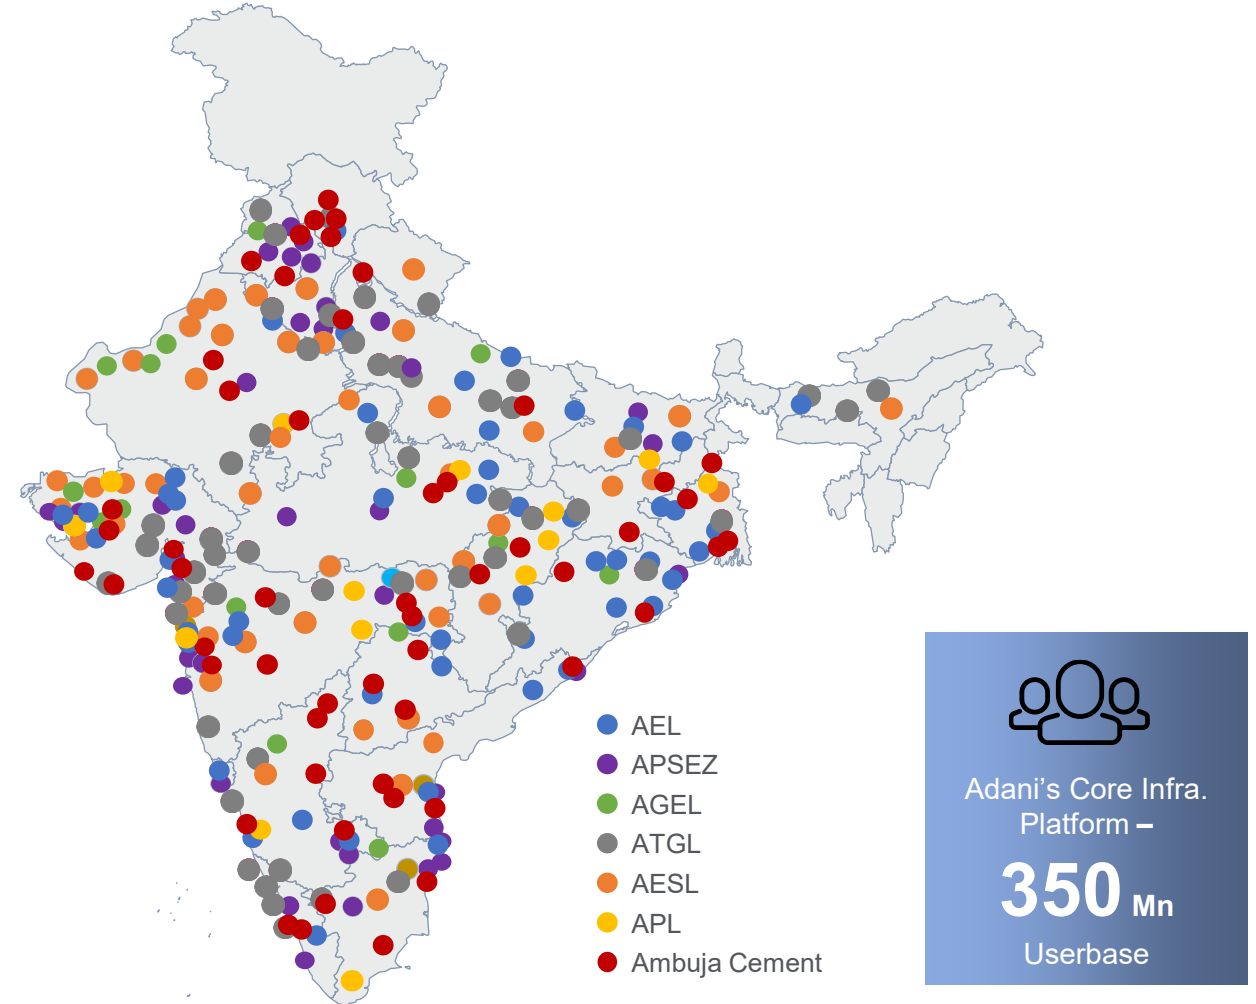 AEL
APSEZ
AGEL
ATGL
AESL
APL
Ambuja Cement
Adani’s Core Infra.
Platform –
350 Mn
Userbase